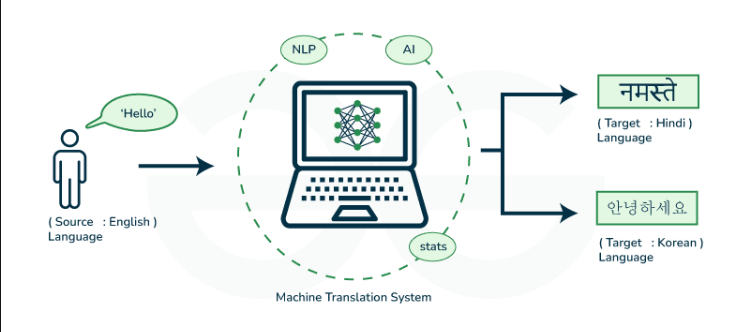 NLP
AI
'Hello'
नमस्ते
( Target : Hindi )
Language
안녕하세요
( Source : English )
Language
stats
( Target : Korean )
Language
Machine Translation System